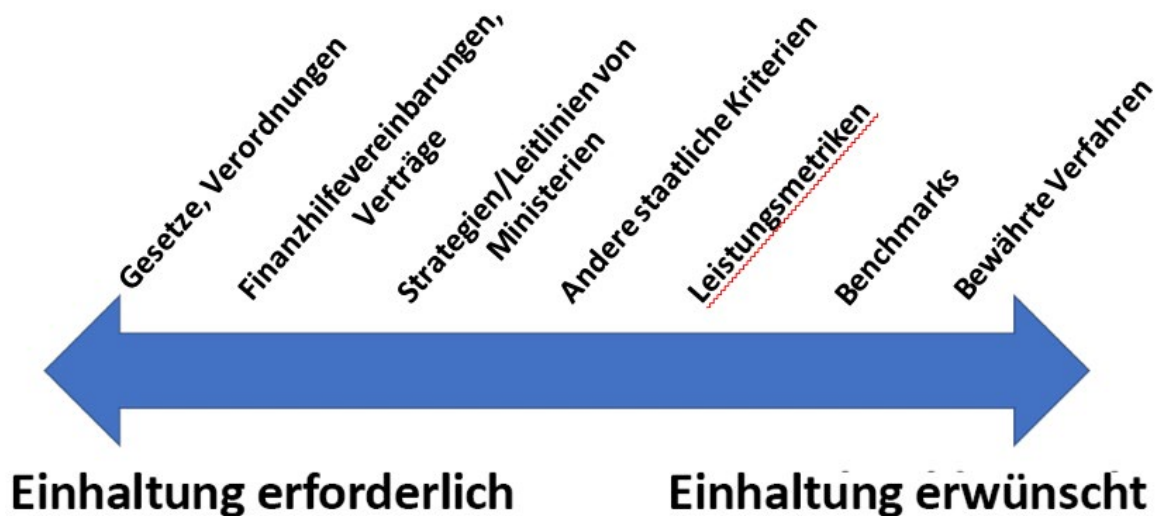 Gesetze, Verordnungen
Finanzhilfevereinbarungen,
Verträge
Strategien/Leitlinien von
Ministerien
Andere staatliche Kriterien
Leistungsmetriken
Benchmarks
Bewährte Verfahren
Einhaltung erforderlich
Einhaltung erwünscht